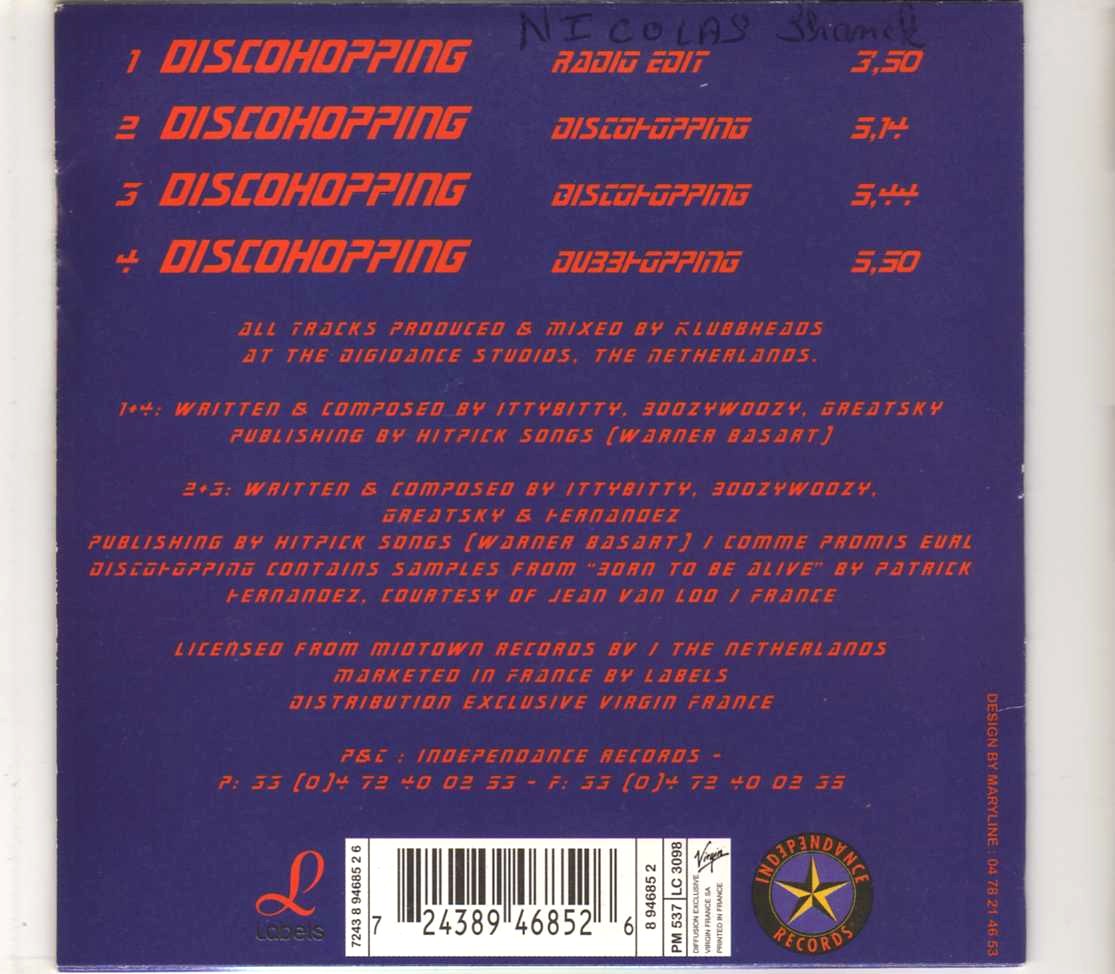 NICOLAS
1 DISCOHOPPING RADIO EDIT 3,50
2 DISCOHOPPING DISCOHOPPING 5,14
3 DISCOHOPPING DISCOHOPPING 5,44
4 DISCOHOPPING DUBBHOPPING 5,50
ALL TRACKS PRODUCED & MIXED BY KLUBBHEADS
AT THE DIGIDANCE STUDIOS, THE NETHERLANDS.
1+4: WRITTEN & COMPOSED BY ITTYBITTY, BOOZYWOOZY, GREATSKY
PUBLISHING BY HITPICK SONGS (WARNER BASART)
2+3: WRITTEN & COMPOSED BY ITTYBITTY, BOOZYWOOZY,
GREATSKY & HERNANDEZ
PUBLISHING BY HITPICK SONGS (WARNER BASART) / COMME PROMIS EURL
DISCOHOPPING CONTAINS SAMPLES FROM "BORN TO BE ALIVE" BY PATRICK
HERNANDEZ, COURTESY OF JEAN VAN LOO / FRANCE
LICENSED FROM MIDTOWN RECORDS BV / THE NETHERLANDS
MARKETED IN FRANCE BY LABELS
DISTRIBUTION EXCLUSIVE VIRGIN FRANCE
P&C : INDEPENDANCE RECORDS -
P: 33 (0)4 72 40 02 53 - F: 33 (0)4 72 40 02 35
DESIGN BY MARYLINE : 04 78 21 46 53
L
Labels
7243 8 94685 2 6
7 24389 46852 6
8 94685 2
PM 537 LC 3098
Virgin
DIFFUSION EXCLUSIVE
VIRGIN FRANCE SA
PRINTED IN FRANCE
INDEPENDANCE
RECORDS